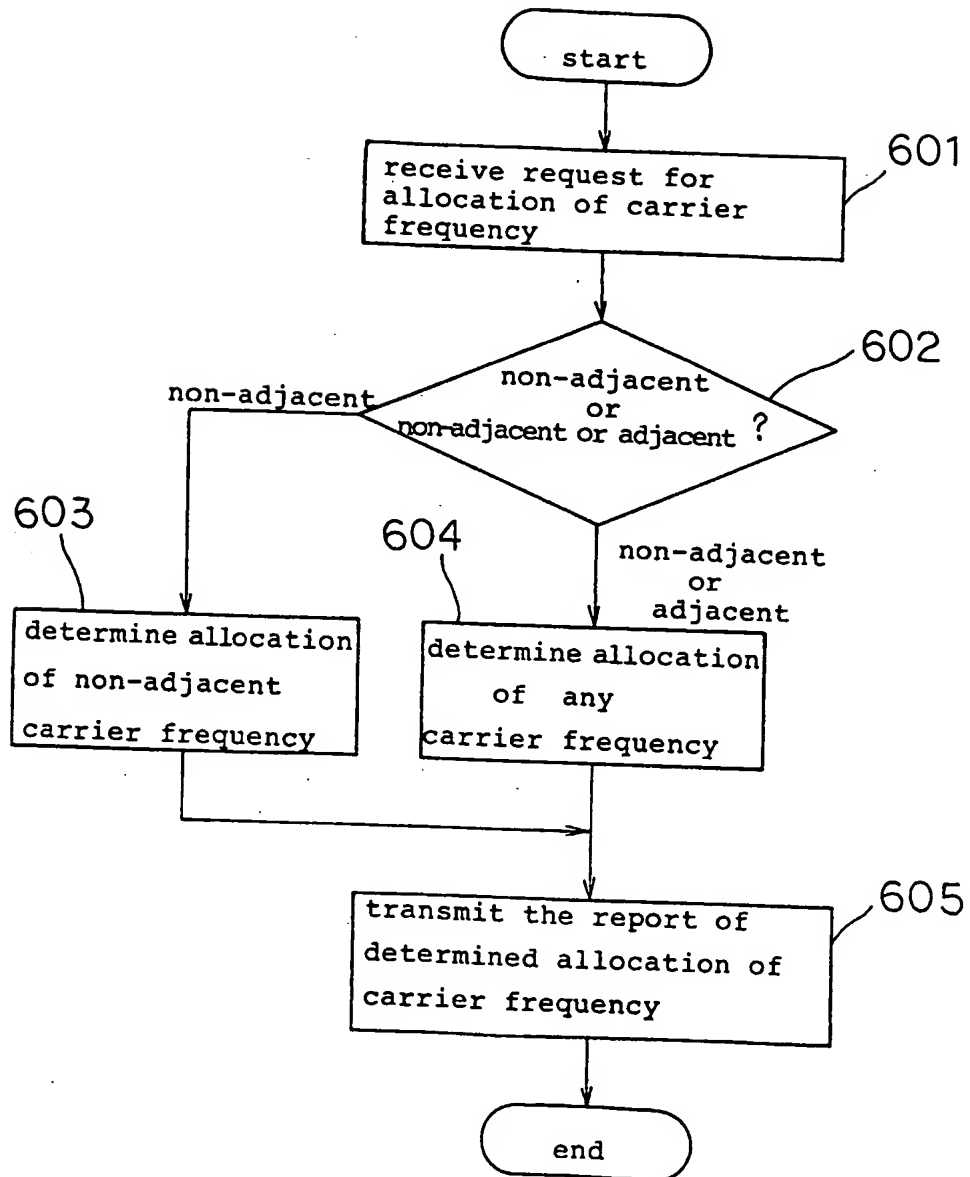 start
601
receive request for
allocation of carrier
frequency
602
non-adjacent
or
non-adjacent or adjacent ?
non-adjacent
603
604
non-adjacent
or
adjacent
determine allocation
of non-adjacent
carrier frequency
determine allocation
of any
carrier frequency
605
transmit the report of
determined allocation of
carrier frequency
end